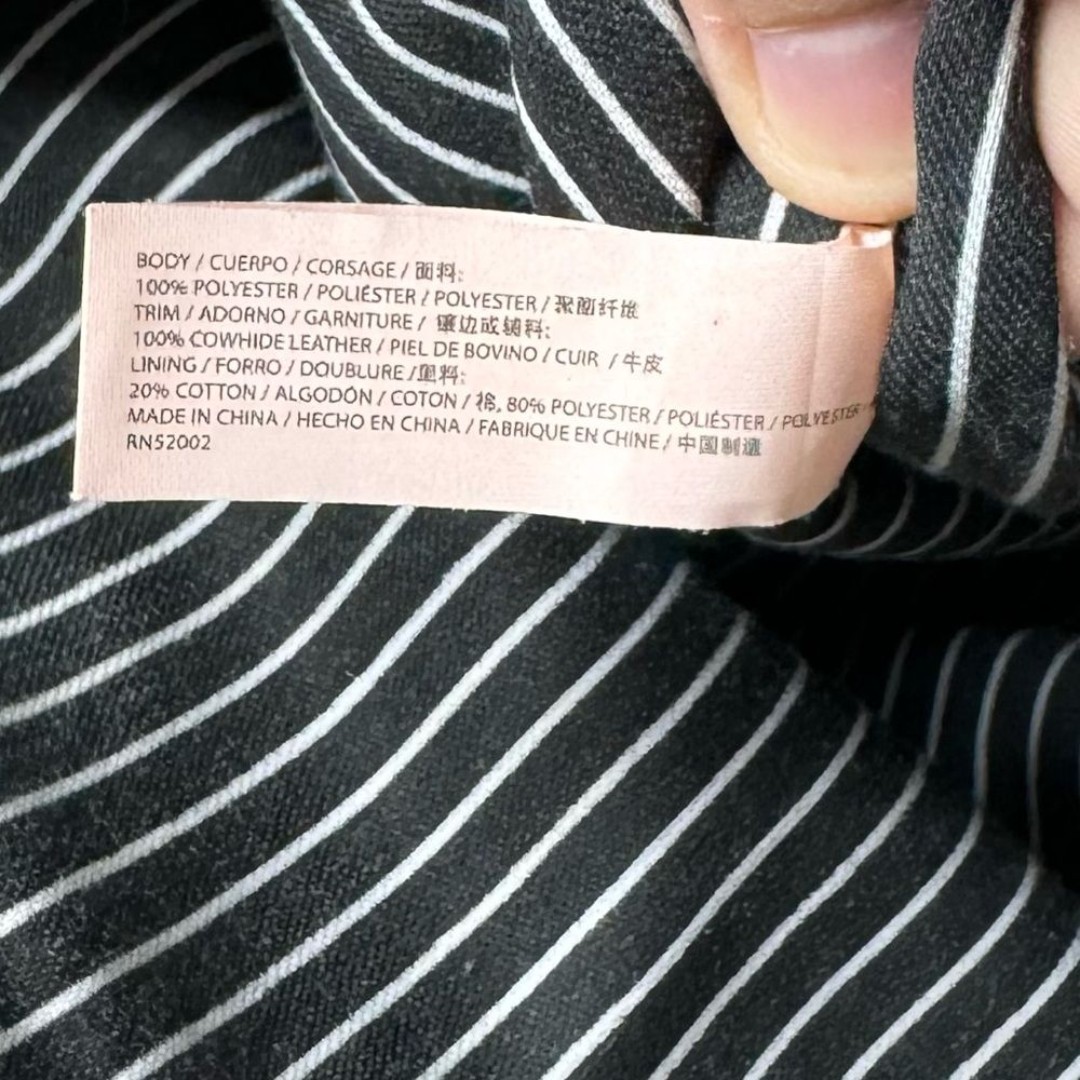 BODY / CUERPO / CORSAGE / 面料:
100% POLYESTER / POLIÉSTER / POLYESTER / 聚酯纤维
TRIM / ADORNO / GARNITURE / 镶边或辅料:
100% COWHIDE LEATHER / PIEL DE BOVINO / CUIR / 牛皮
LINING / FORRO / DOUBLURE / 里料:
20% COTTON / ALGODÓN / COTON / 棉, 80% POLYESTER / POLIÉSTER / POLYESTER /
MADE IN CHINA / HECHO EN CHINA / FABRIQUE EN CHINE / 中国制造
RN52002